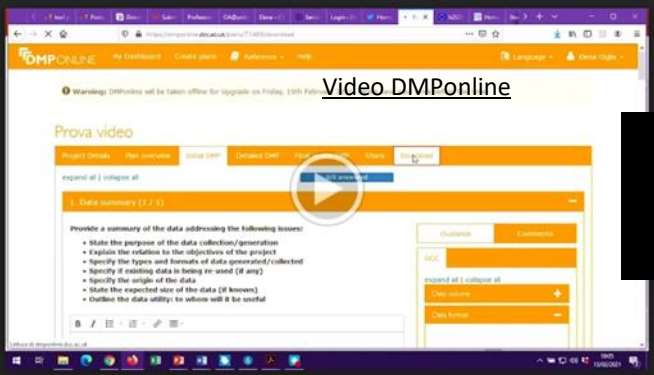 DMPONLINE My Dashboard Create plans Reference Help Language
Warning: DMPonline will be taken offline for upgrade on Friday, 19th
Video DMPonline
Prova video
Project Details Plan overview Initial DMP Detailed DMP Share Download
expand all | collapse all
1. Data summary (1 / 1)
Provide a summary of the data addressing the following issues:
State the purpose of the data collection/generation
Explain the relation to the objectives of the project
Specify the types and formats of data generated/collected
Specify if existing data is being re-used (if any)
Specify the origin of the data
State the expected size of the data (if known)
Outline the data utility: to whom will it be useful
B I
Guidance Comments
DCC
expand all | collapse all
Data volume
Data format